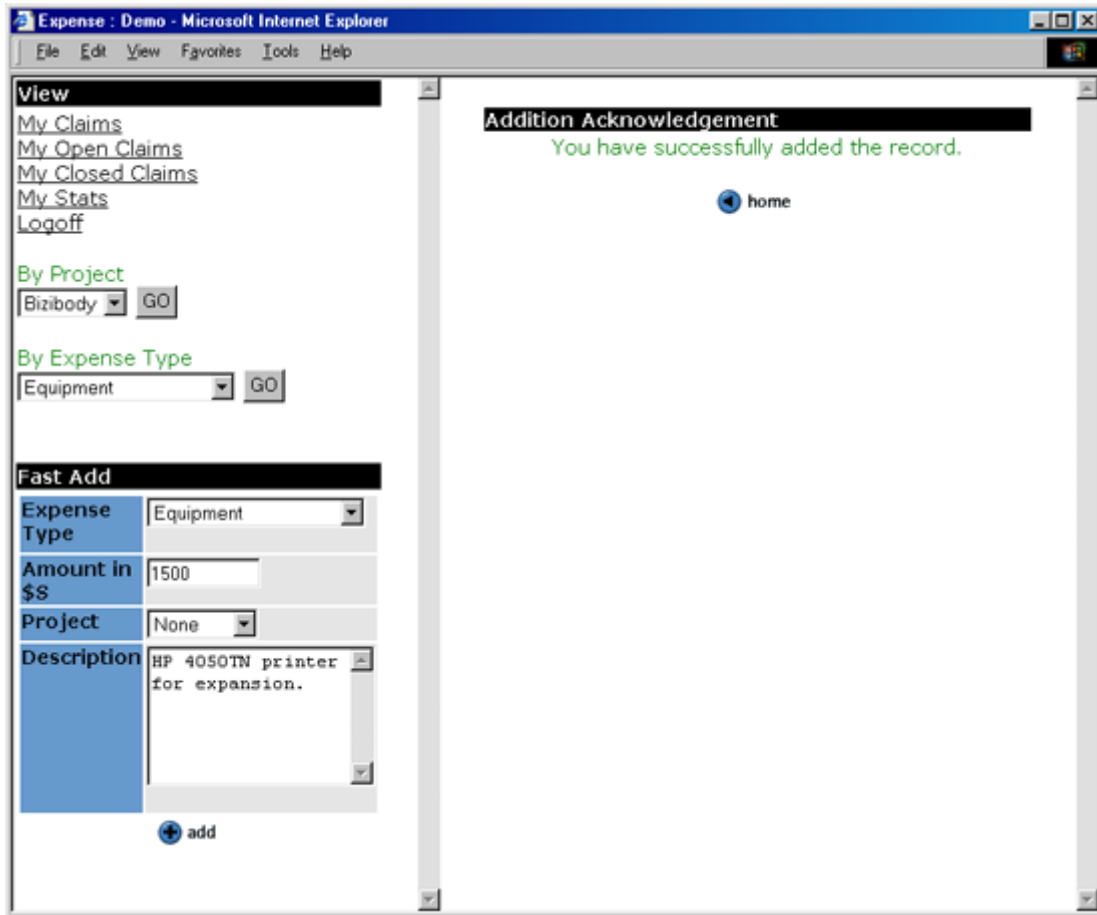 Expense : Demo - Microsoft Internet Explorer
File Edit View Favorites Tools Help
View
My Claims
My Open Claims
My Closed Claims
My Stats
Logoff
By Project
Bizibody GO
By Expense Type
Equipment GO
Fast Add
Expense Type Equipment
Amount in $S 1500
Project None
Description HP 4050TN printer
for expansion.
add
Addition Acknowledgement
You have successfully added the record.
home